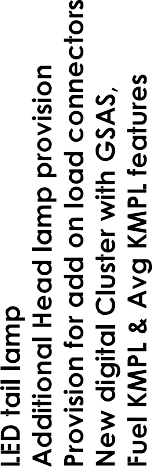 LED tail lamp
Additional Head lamp provision
Provision for add on load connectors
New digital Cluster with GSAS,
Fuel KMPL & Avg KMPL features